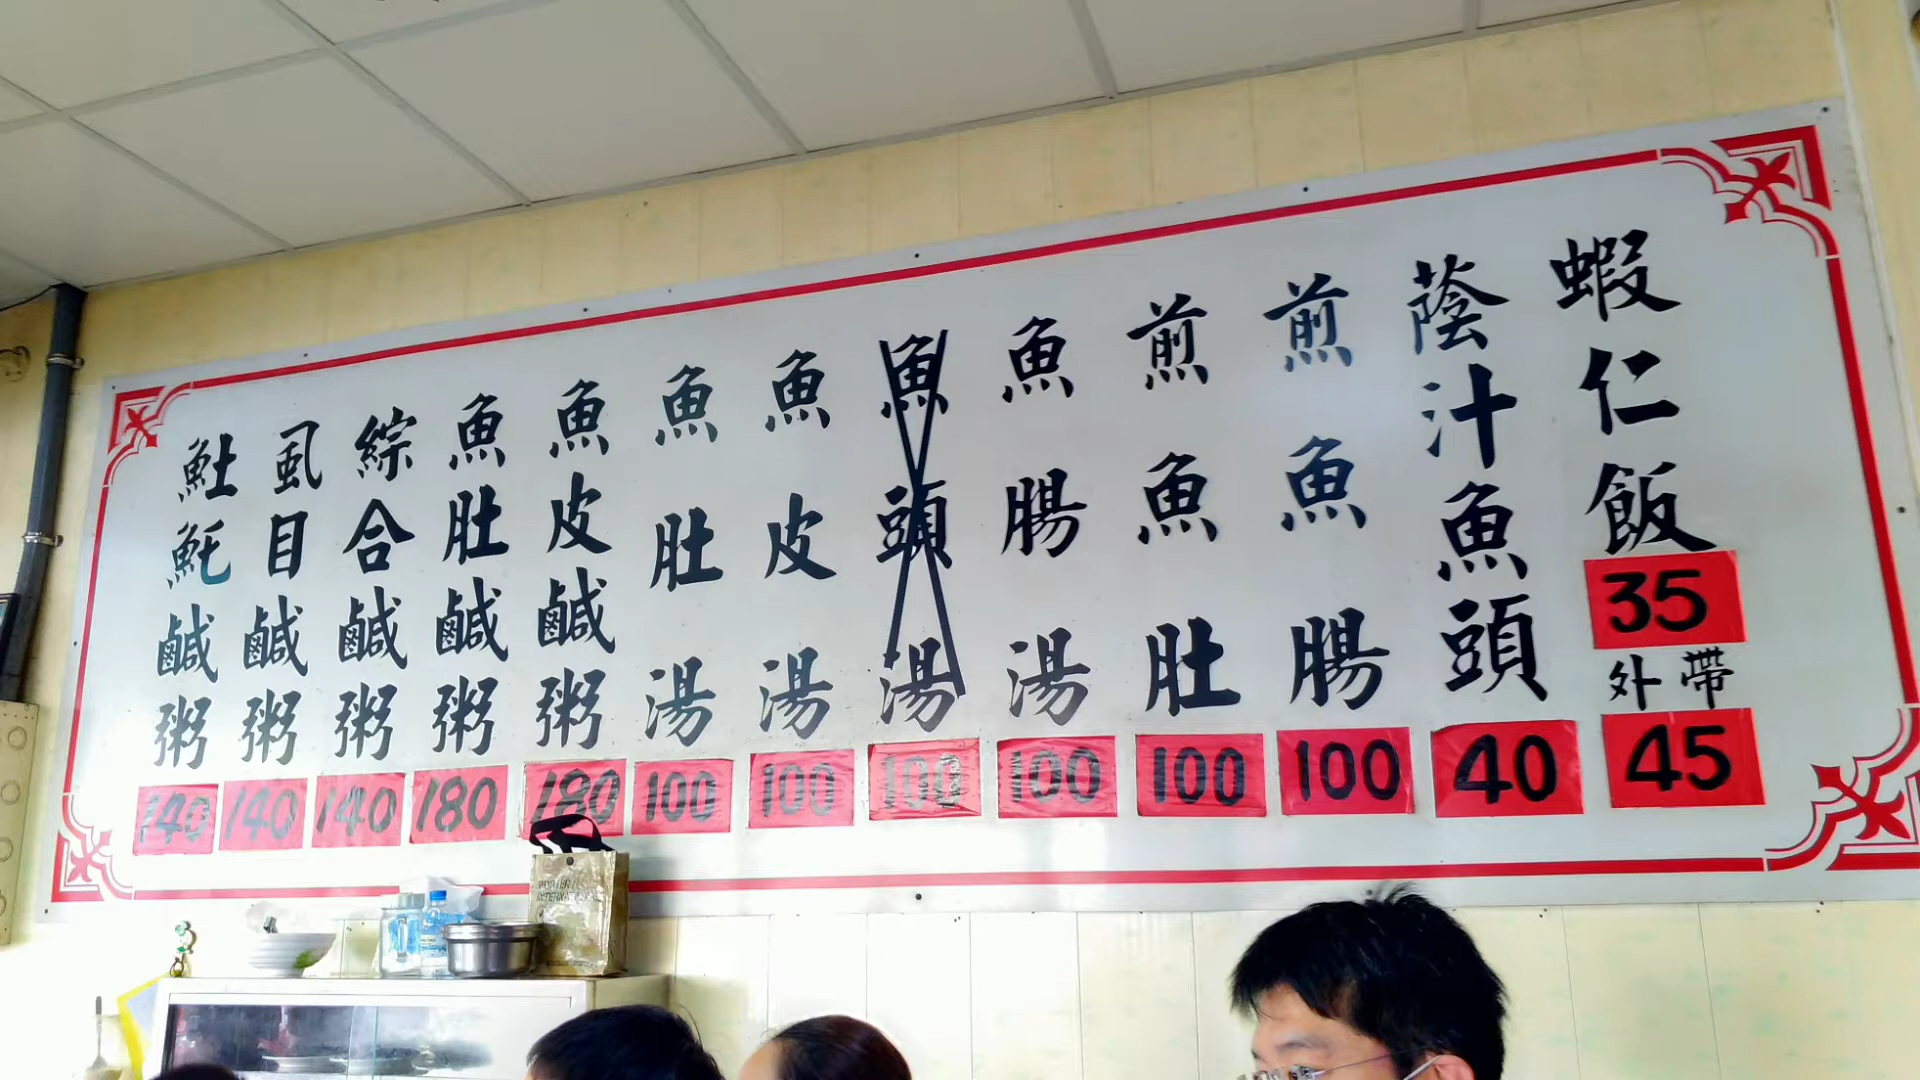 蝦仁飯
35
外帶
45
蔭汁魚頭
40
煎魚腸
100
煎魚肚
100
魚腸湯
100
魚頭湯
100
魚皮湯
100
魚肚湯
100
魚皮鹹粥
180
魚肚鹹粥
180
綜合鹹粥
140
虱目鹹粥
140
𩵚魠鹹粥
140
PORTER
INTERNATIONAL